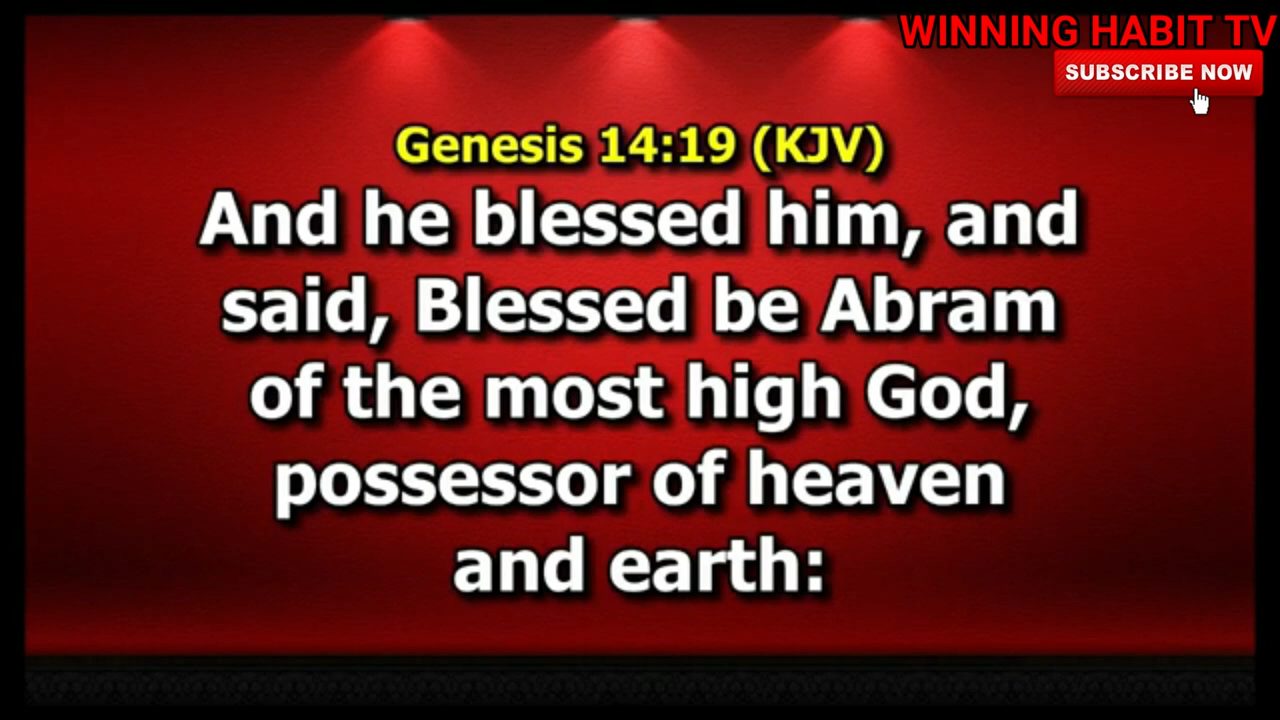 WINNING HABIT TV
SUBSCRIBE NOW
Genesis 14:19 (KJV)
And he blessed him, and
said, Blessed be Abram
of the most high God,
possessor of heaven
and earth: